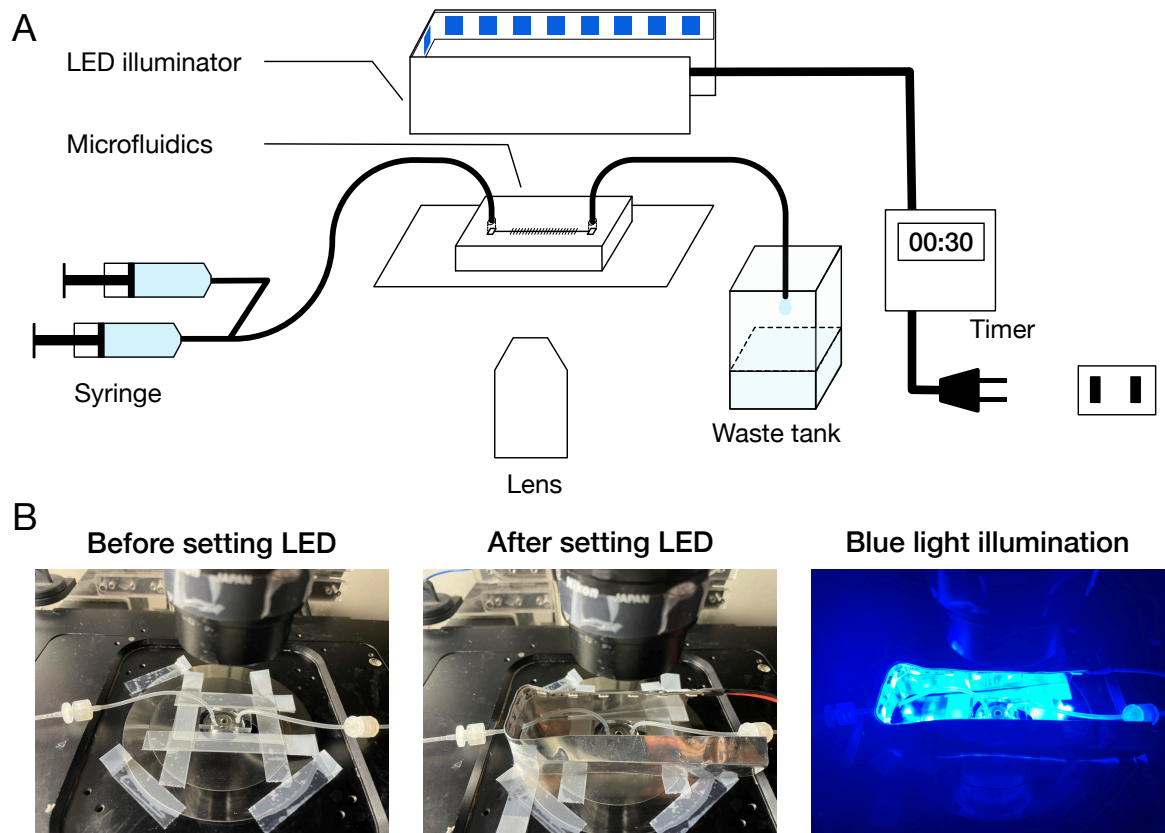 A
LED illuminator
Microfluidics
00:30
Timer
Syringe
Waste tank
Lens
B
Before setting LED
After setting LED
Blue light illumination
JAPAN
Nikon JAPAN